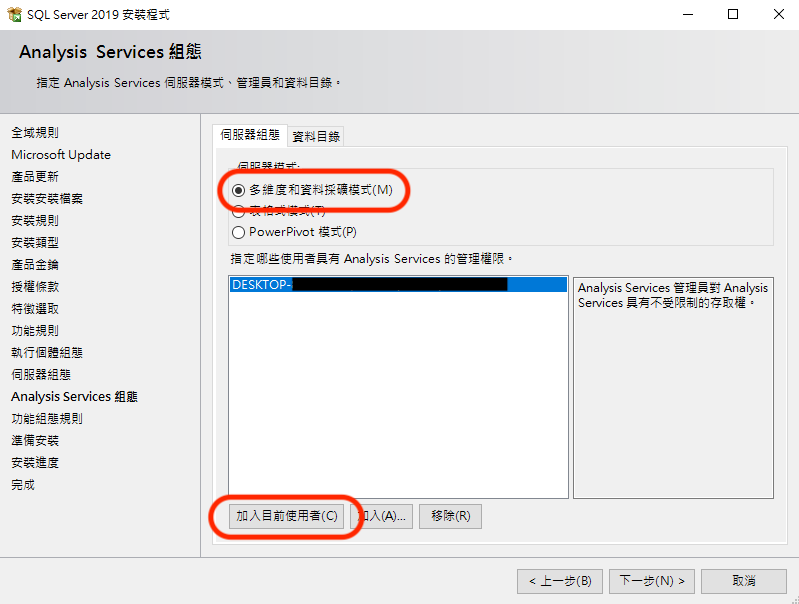 SQL Server 2019 安裝程式
Analysis Services 組態
指定 Analysis Services 伺服器模式、管理員和資料目錄。
全域規則
Microsoft Update
產品更新
安裝安裝檔案
安裝規則
安裝類型
產品金鑰
授權條款
特徵選取
功能規則
執行個體組態
伺服器組態
Analysis Services 組態
功能組態規則
準備安裝
安裝進度
完成
伺服器組態 資料目錄
伺服器模式:
多維度和資料採礦模式(M)
表格式模式(T)
PowerPivot 模式(P)
指定哪些使用者具有 Analysis Services 的管理權限。
DESKTOP-
Analysis Services 管理員對 Analysis
Services 具有不受限制的存取權。
加入目前使用者(C) 加入(A)... 移除(R)
< 上一步(B) 下一步(N) > 取消